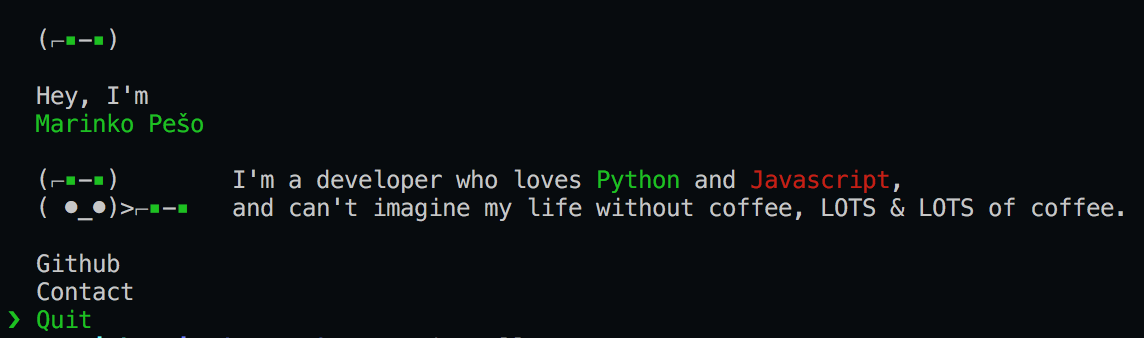 (⌐▪-▪)
Hey, I'm
Marinko Pešo
(⌐▪-▪) I'm a developer who loves Python and Javascript,
( ●_●)>⌐▪-▪ and can't imagine my life without coffee, LOTS & LOTS of coffee.
Github
Contact
❯ Quit